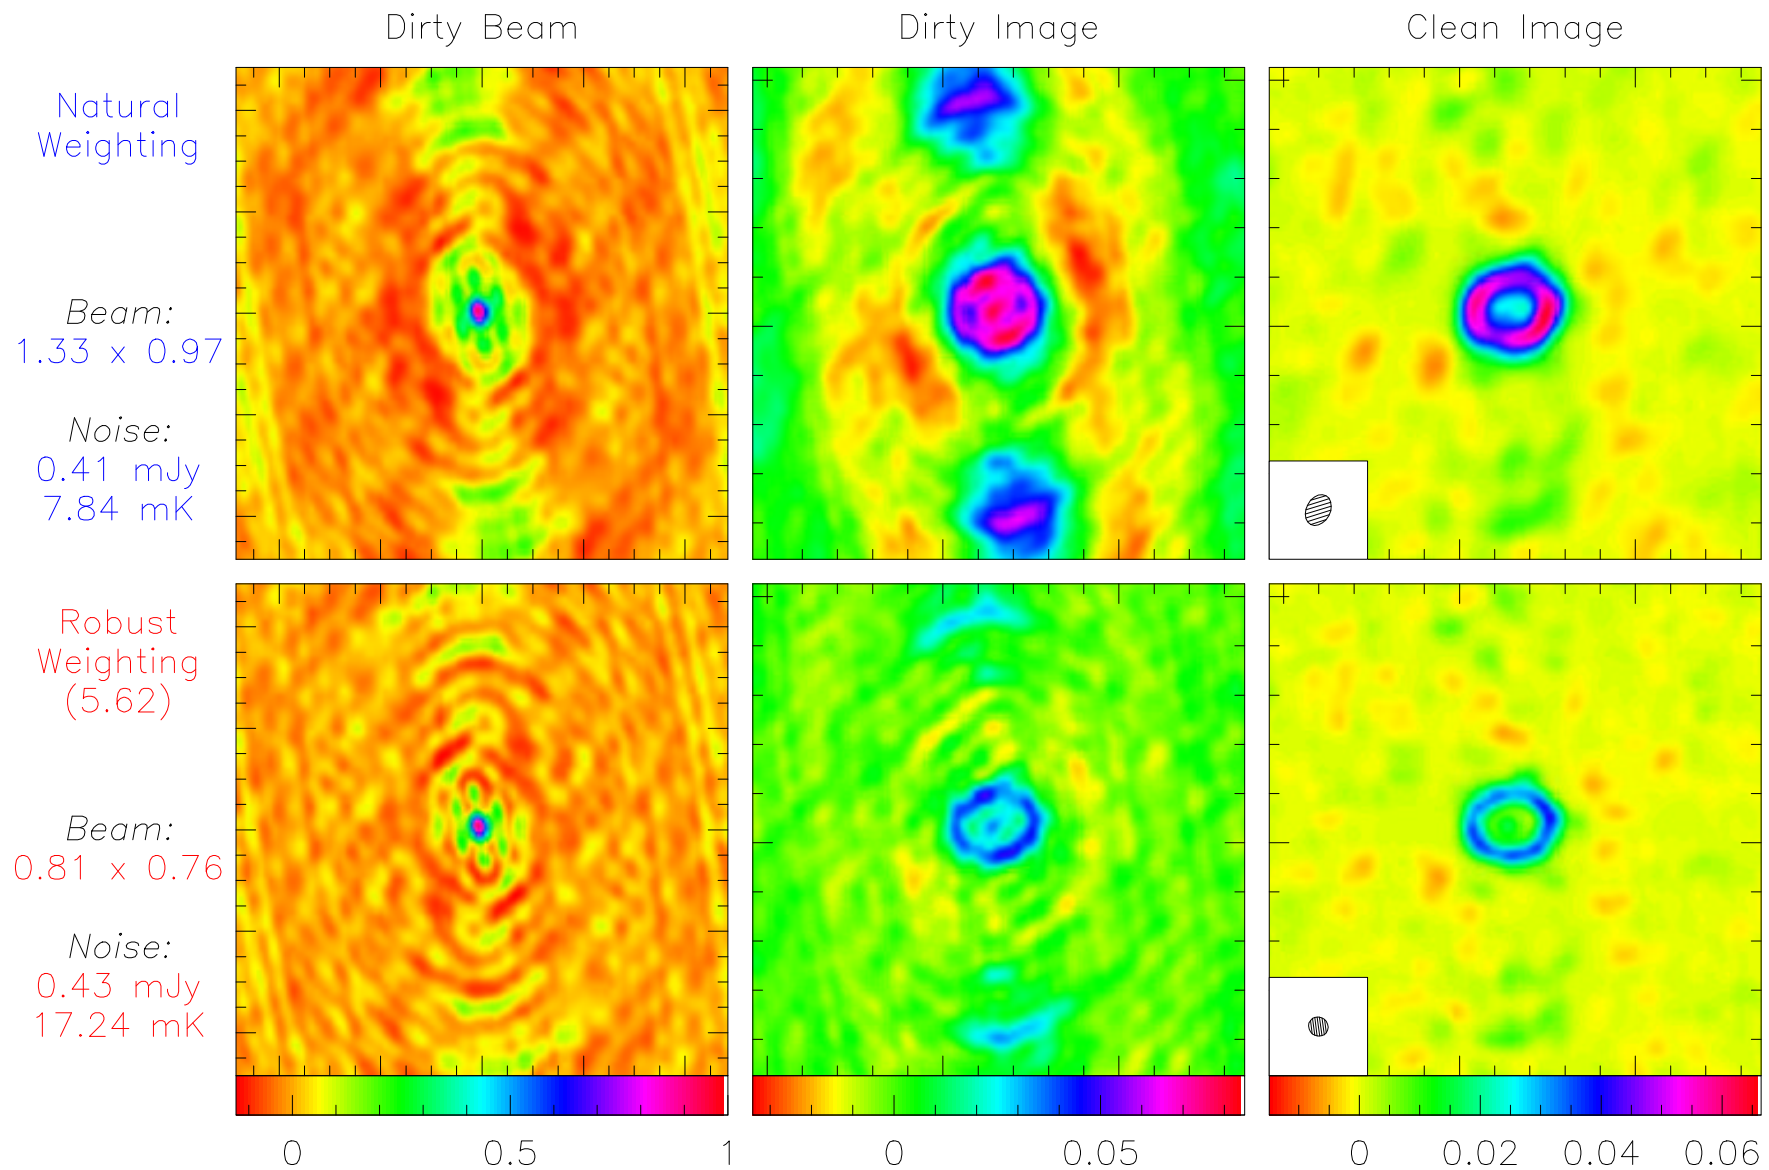 Dirty Beam
Dirty Image
Clean Image
Natural
Weighting
Beam:
1.33 x 0.97
Noise:
0.41 mJy
7.84 mK
Robust
Weighting
(5.62)
Beam:
0.81 x 0.76
Noise:
0.43 mJy
17.24 mK
0 0.5 1
0 0.05
0 0.02 0.04 0.06